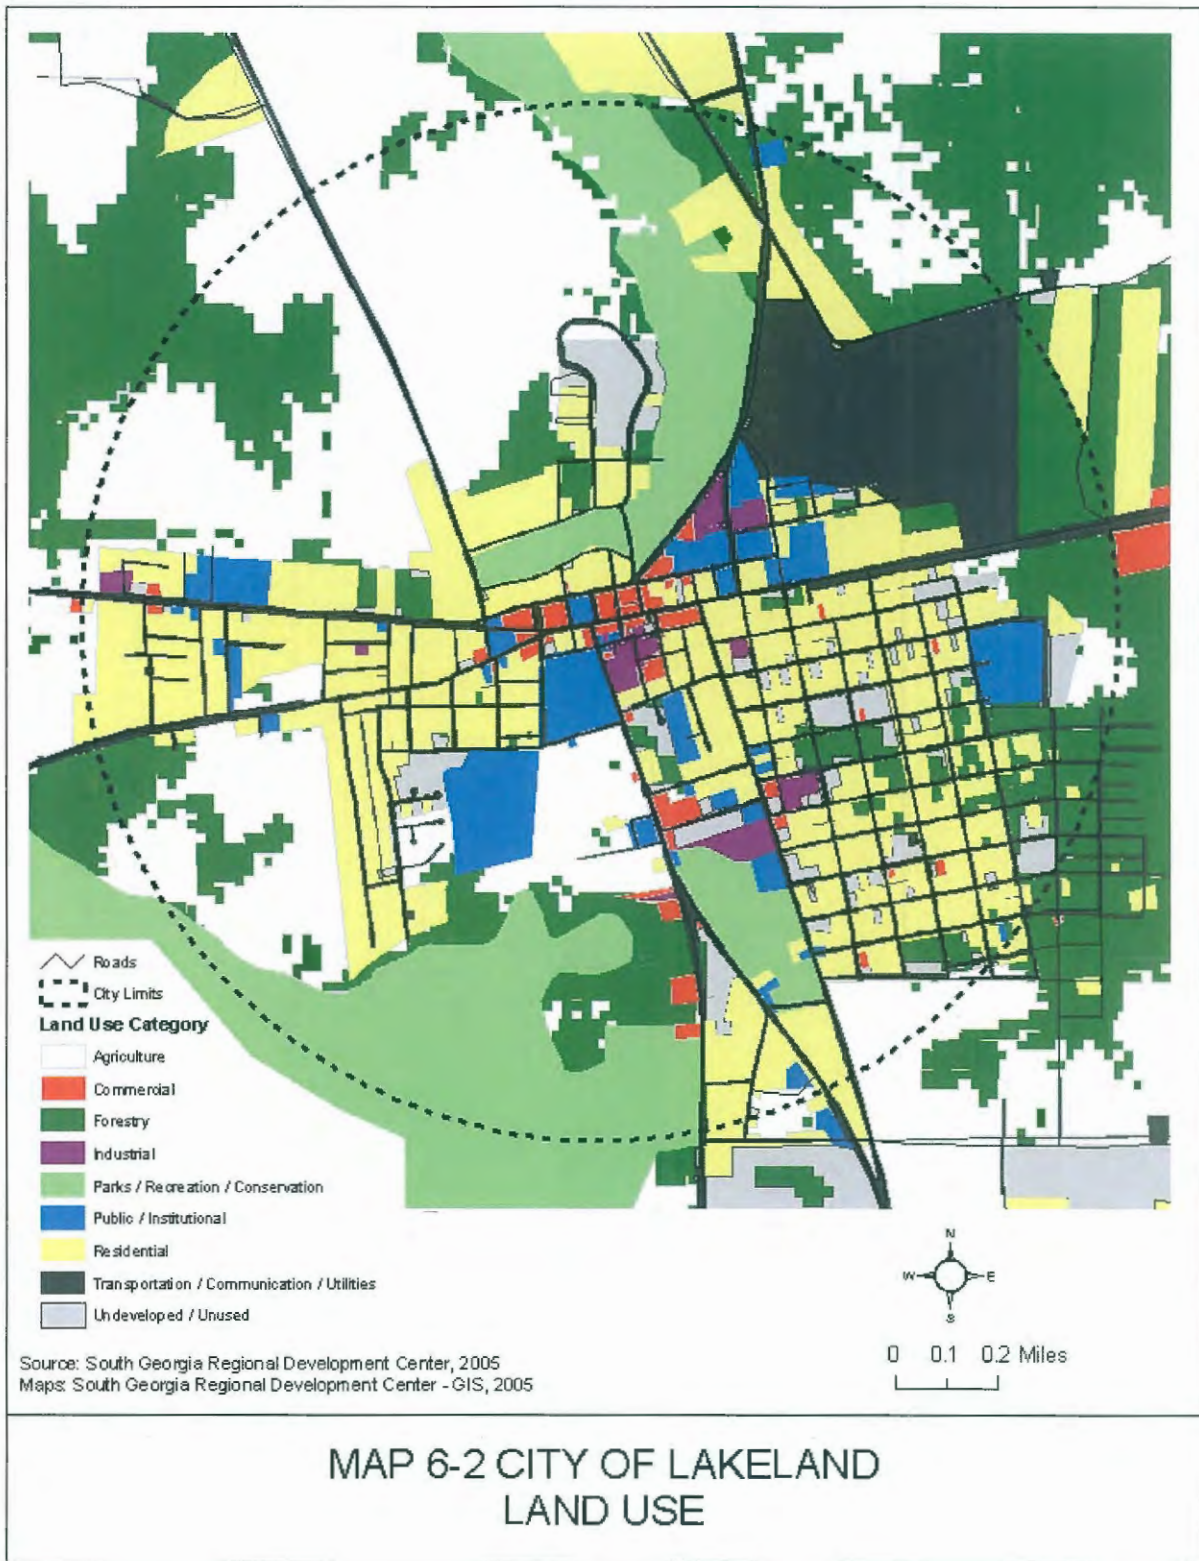 Roads
City Limits
Land Use Category
Agriculture
Commercial
Forestry
Industrial
Parks / Recreation / Conservation
Public / Institutional
Residential
Transportation / Communication / Utilities
Undeveloped / Unused
N
W E
S
0 0.1 0.2 Miles
Source: South Georgia Regional Development Center, 2005
Maps: South Georgia Regional Development Center - GIS, 2005
MAP 6-2 CITY OF LAKELAND
LAND USE